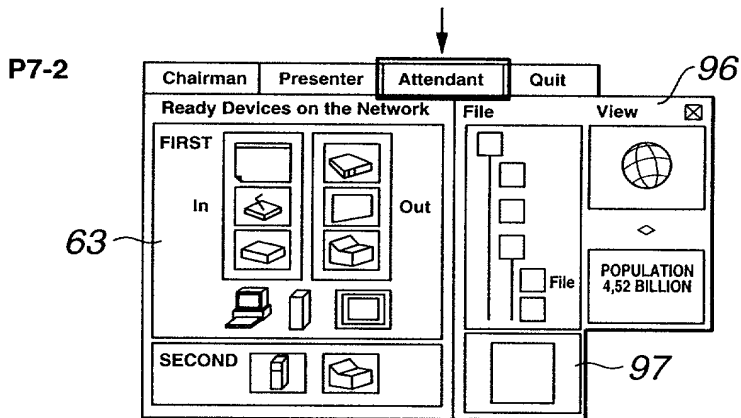 P7-2
Chairman Presenter Attendant Quit
96
Ready Devices on the Network
File View
FIRST
In
Out
63
File
POPULATION
4,52 BILLION
SECOND
97